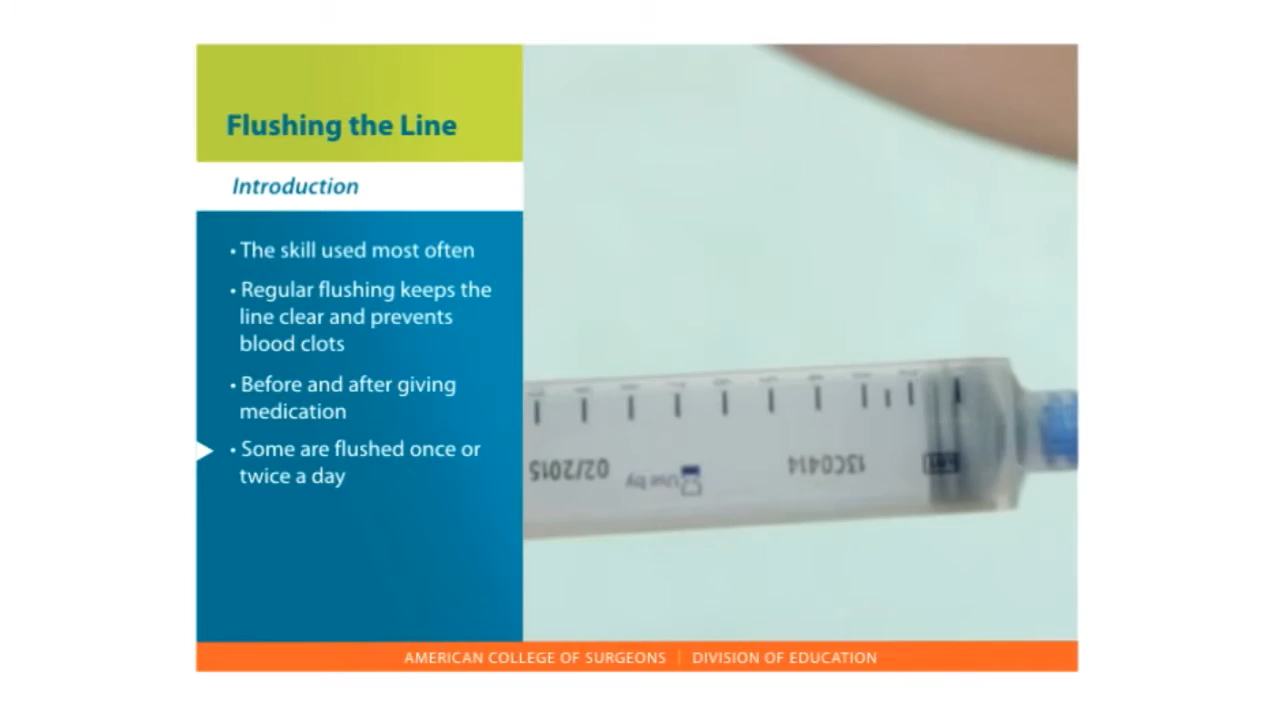 Flushing the Line
Introduction
• The skill used most often
• Regular flushing keeps the
line clear and prevents
blood clots
• Before and after giving
medication
• Some are flushed once or
twice a day
02/2015
Use by
13C0414
AMERICAN COLLEGE OF SURGEONS | DIVISION OF EDUCATION